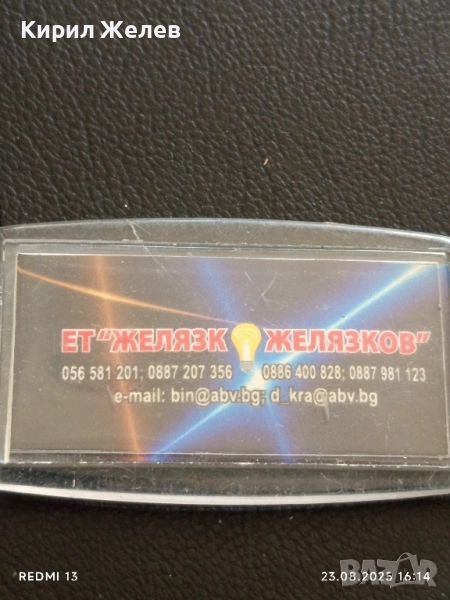 Кирил Желев
ЕТ "ЖЕЛЯЗК ЖЕЛЯЗКОВ"
056 581 201; 0887 207 356 0886 400 828; 0887 981 123
e-mail: bin@abv.bg; d_kra@abv.bg
REDMI 13
23.08.2025 16:14
BAZAR